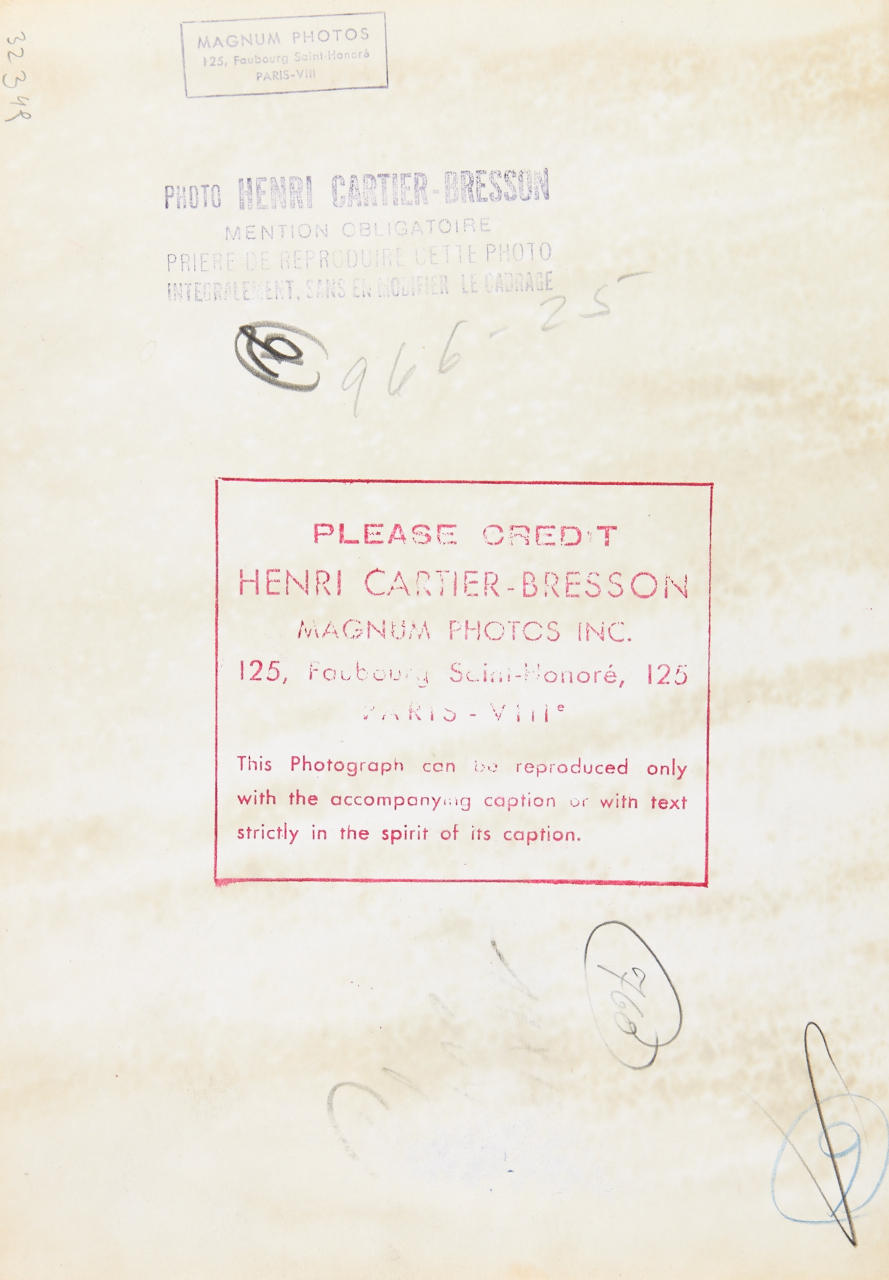 MAGNUM PHOTOS
125, Faubourg Saint-Honoré
PARIS-VIII
PHOTO HENRI CARTIER-BRESSON
MENTION OBLIGATOIRE
PRIERE DE REPRODUIRE CETTE PHOTO
INTEGRALEMENT, SANS EN MODIFIER LE CADRAGE
966-25
PLEASE CREDIT
HENRI CARTIER-BRESSON
MAGNUM PHOTOS INC.
125, Faubourg Saint-Honoré, 125
PARIS - VIIIe
This Photograph can be reproduced only
with the accompanying caption or with text
strictly in the spirit of its caption.
760
9